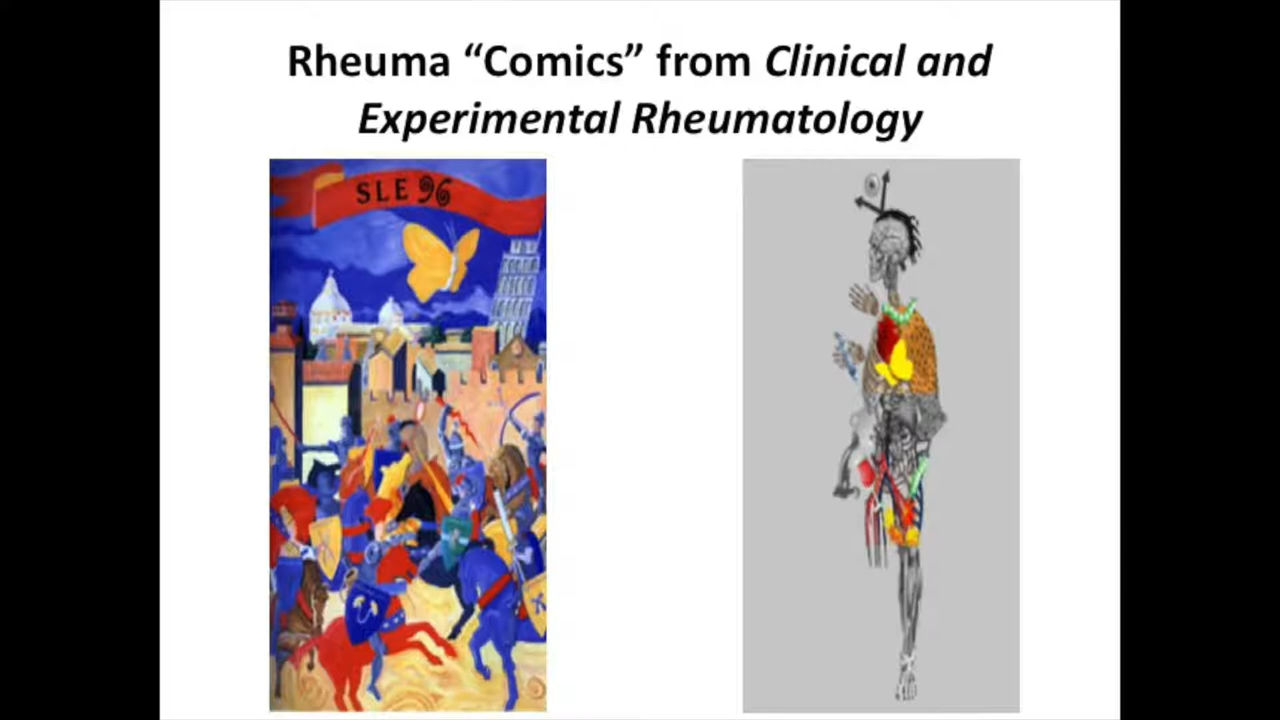 Rheuma “Comics” from Clinical and
Experimental Rheumatology
SLE 96